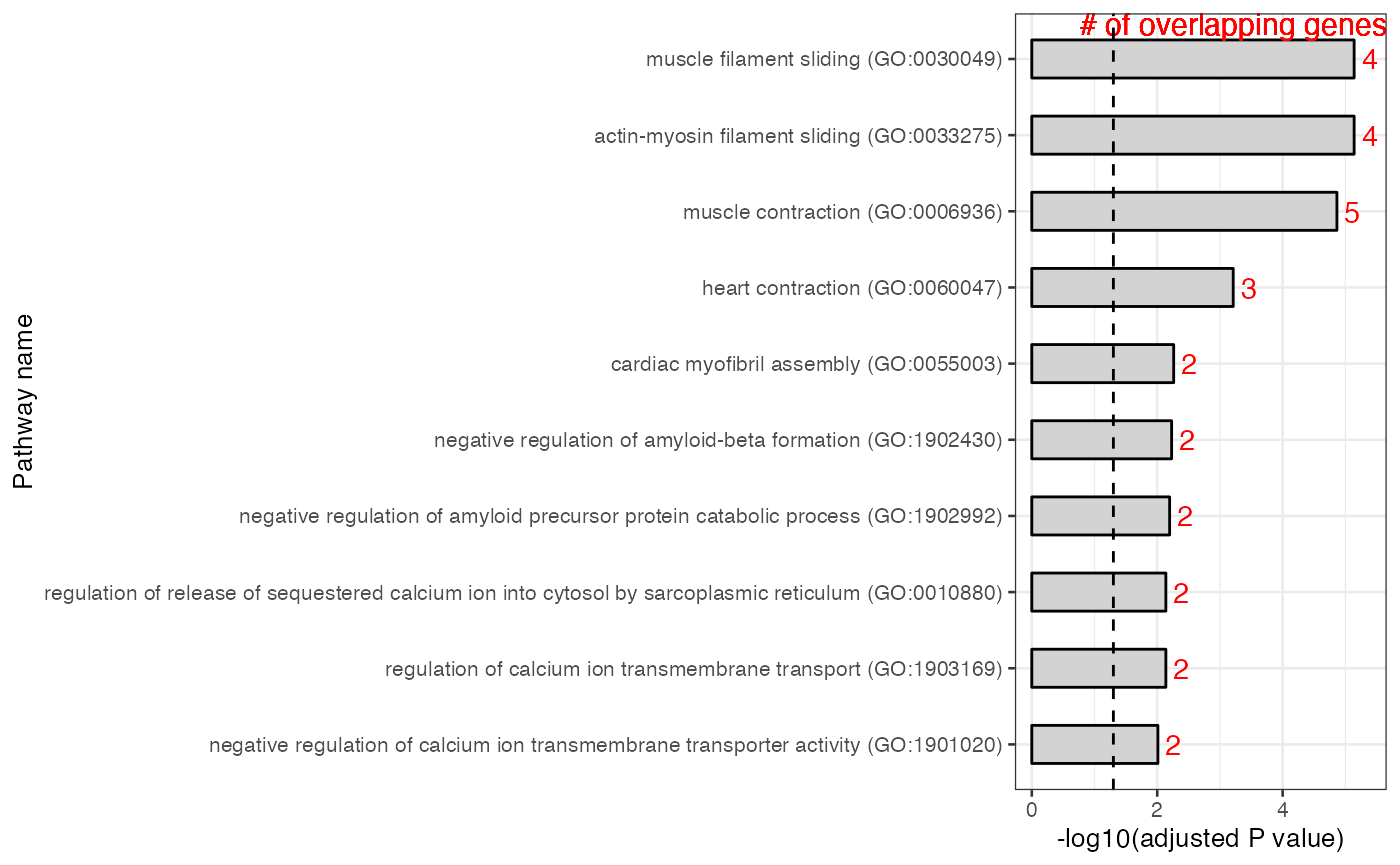 # of overlapping genes
muscle filament sliding (GO:0030049) 4
actin-myosin filament sliding (GO:0033275) 4
muscle contraction (GO:0006936) 5
heart contraction (GO:0060047) 3
cardiac myofibril assembly (GO:0055003) 2
negative regulation of amyloid-beta formation (GO:1902430) 2
negative regulation of amyloid precursor protein catabolic process (GO:1902992) 2
regulation of release of sequestered calcium ion into cytosol by sarcoplasmic reticulum (GO:0010880) 2
regulation of calcium ion transmembrane transport (GO:1903169) 2
negative regulation of calcium ion transmembrane transporter activity (GO:1901020) 2
Pathway name
0 2 4
-log10(adjusted P value)